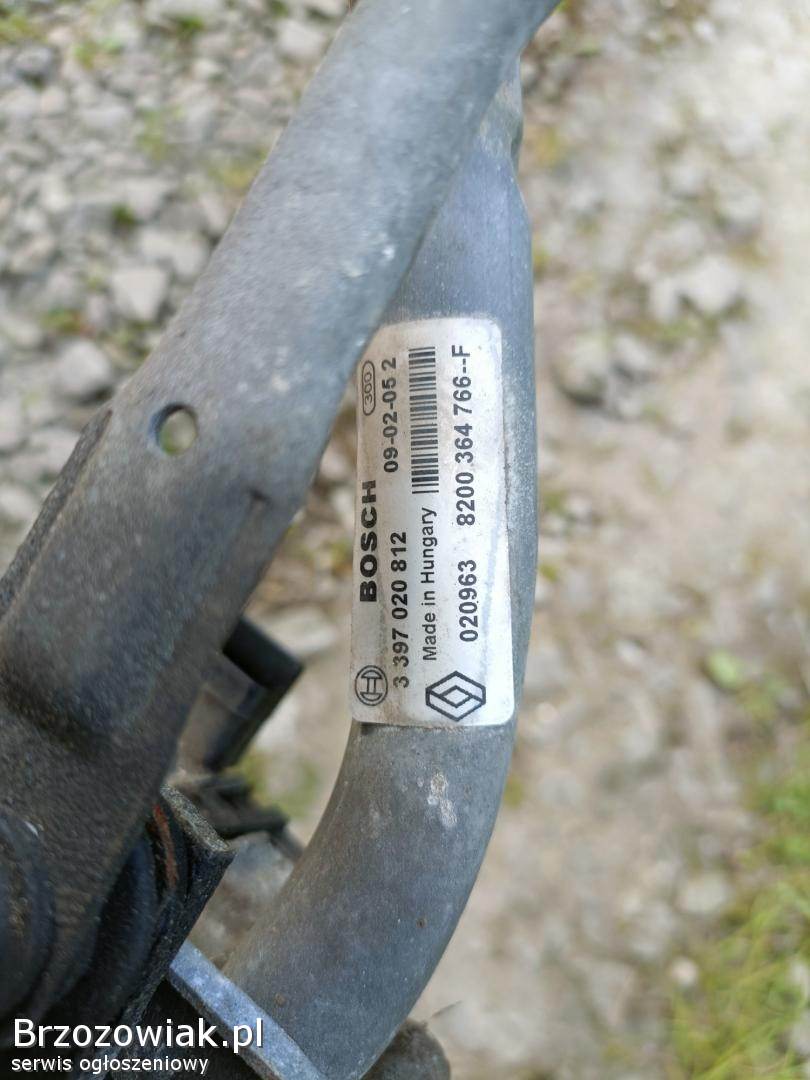 BOSCH 360
3 397 020 812 09-02-05 2
Made in Hungary
020963 8200 364 766--F
Brzozowiak.pl
serwis ogłoszeniowy